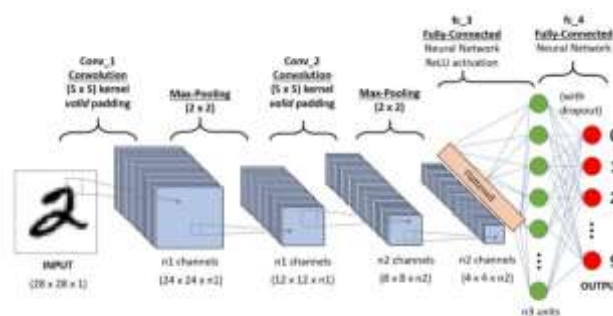 fc_3
Fully-Connected
Neural Network
ReLU activation
fc_4
Fully-Connected
Neural Network
Conv_1
Convolution
(5 x 5) kernel
valid padding
Max-Pooling
(2 x 2)
Conv_2
Convolution
(5 x 5) kernel
valid padding
Max-Pooling
(2 x 2)
(with
dropout)
2
0
1
2
9
INPUT
(28 x 28 x 1)
n1 channels
(24 x 24 x n1)
n1 channels
(12 x 12 x n1)
n2 channels
(8 x 8 x n2)
n2 channels
(4 x 4 x n2)
OUTPU
n3 units